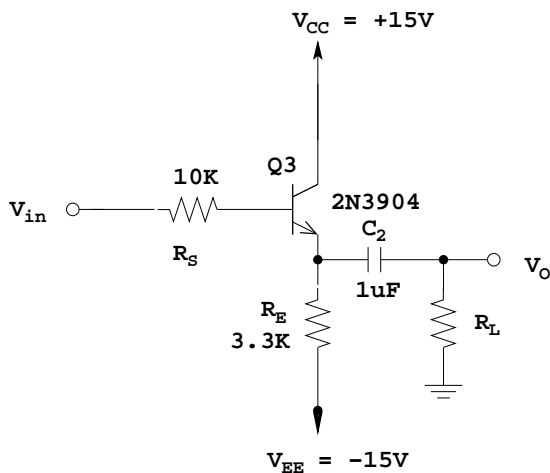 V_CC = +15V
Q3
10K
2N3904
V_in
C_2
R_S
V_O
1uF
R_E
R_L
3.3K
V_EE = -15V